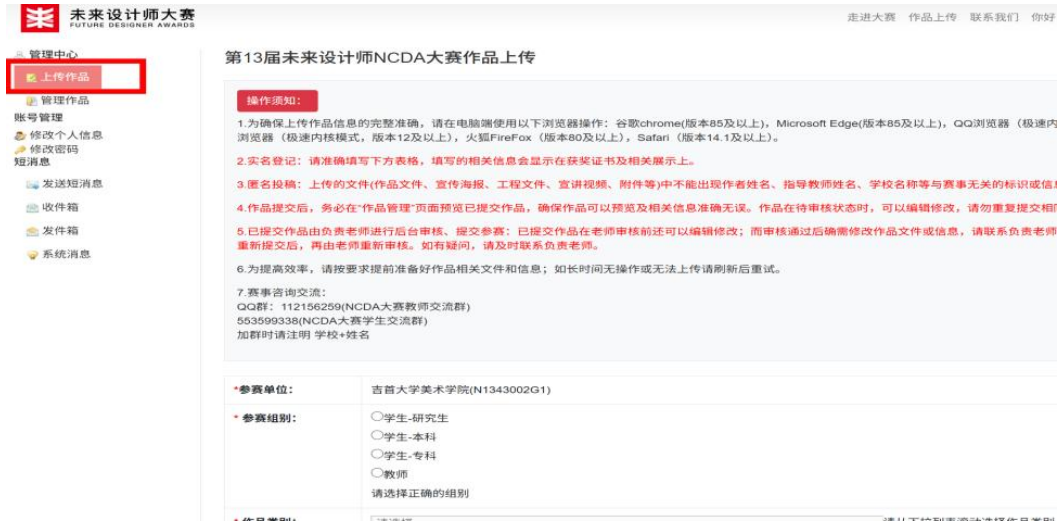 未来设计师大赛
FUTURE DESIGNER AWARDS
走进大赛 作品上传 联系我们 你好
管理中心
上传作品
管理作品
账号管理
修改个人信息
修改密码
短消息
发送短消息
收件箱
发件箱
系统消息
第13届未来设计师NCDA大赛作品上传
操作须知：
1.为确保上传作品信息的完整准确，请在电脑端使用以下浏览器操作：谷歌chrome(版本85及以上)，Microsoft Edge(版本85及以上)，QQ浏览器（极速内
浏览器（极速内核模式，版本12及以上），火狐FireFox（版本80及以上），Safari（版本14.1及以上）。
2.实名登记：请准确填写下方表格，填写的相关信息会显示在获奖证书及相关展示上。
3.匿名投稿：上传的文件(作品文件、宣传海报、工程文件、宣讲视频、附件等)中不能出现作者姓名、指导教师姓名、学校名称等与赛事无关的标识或信息
4.作品提交后，务必在"作品管理"页面预览已提交作品，确保作品可以预览及相关信息准确无误。作品在待审核状态时，可以编辑修改，请勿重复提交相同
5.已提交作品由负责老师进行后台审核、提交参赛：已提交作品在老师审核前还可以编辑修改；而审核通过后确需修改作品文件或信息，请联系负责老师
重新提交后，再由老师重新审核。如有疑问，请及时联系负责老师。
6.为提高效率，请按要求提前准备好作品相关文件和信息；如长时间无操作或无法上传请刷新后重试。
7.赛事咨询交流：
QQ群：112156259(NCDA大赛教师交流群)
553599338(NCDA大赛学生交流群)
加群时请注明 学校+姓名
*参赛单位： 吉首大学美术学院(N1343002G1)
* 参赛组别： 学生-研究生
学生-本科
学生-专科
教师
请选择正确的组别